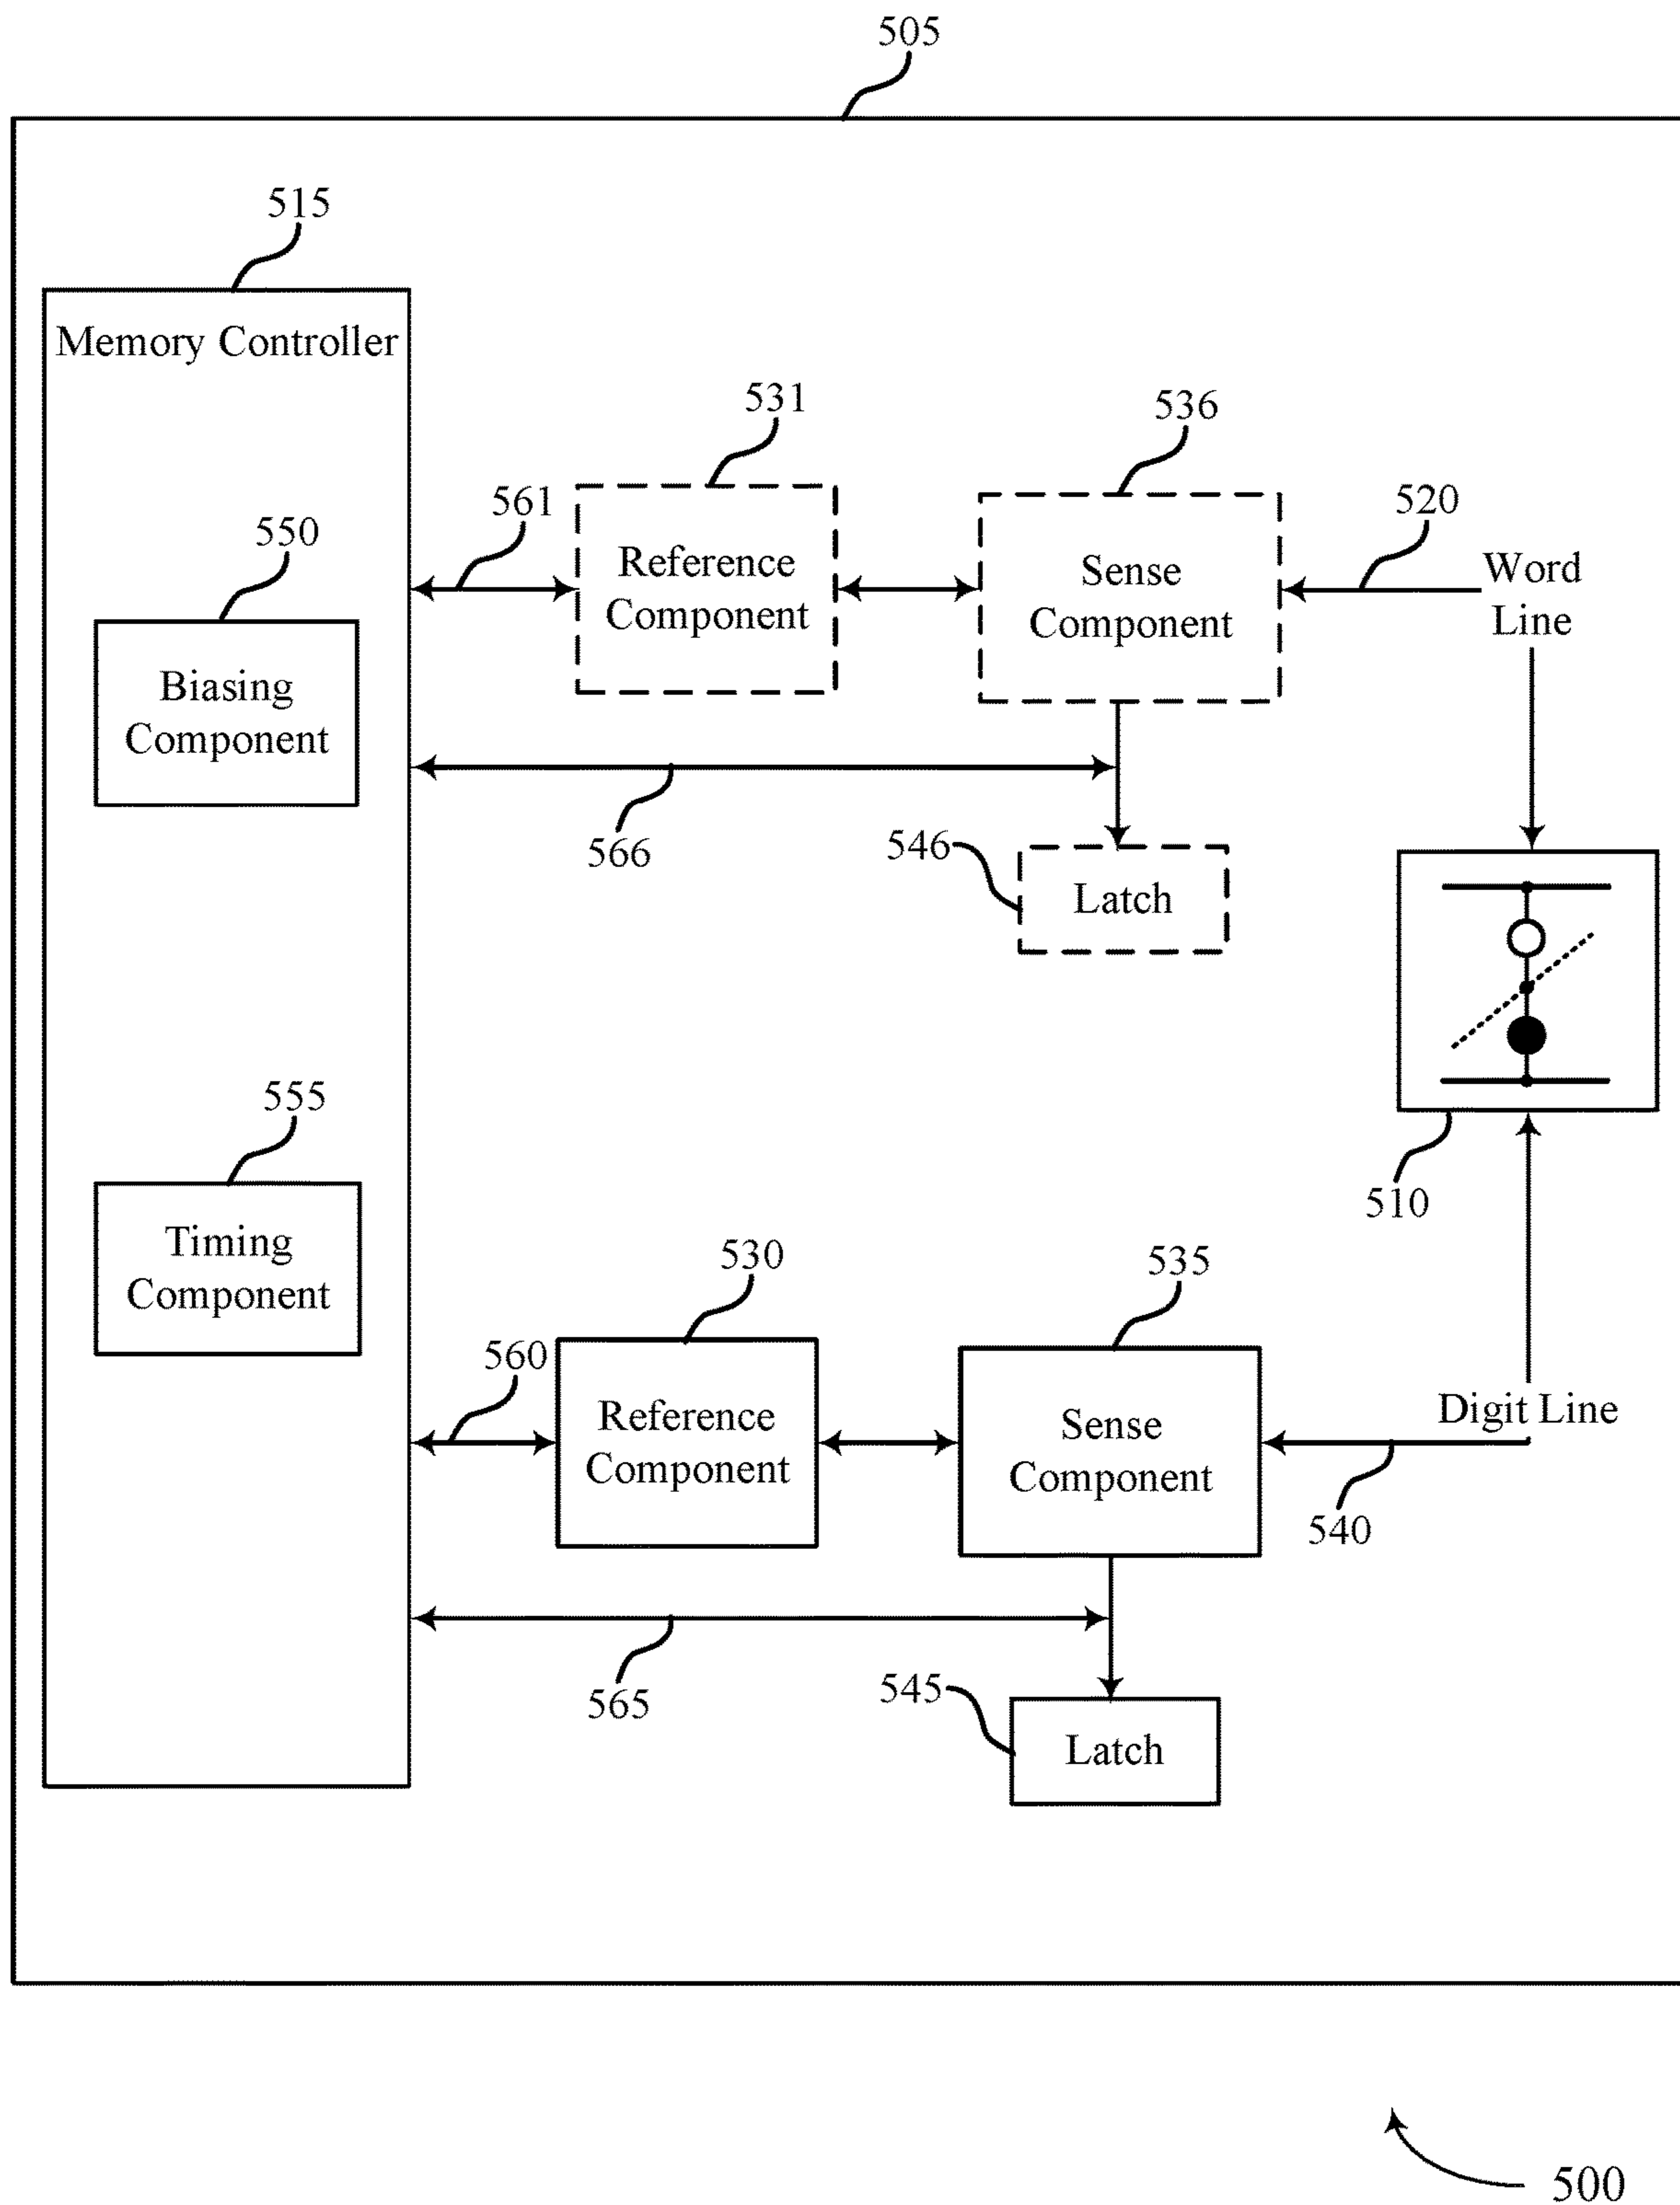 505
515
Memory Controller
531
536
561
520
550
Reference
Component
Sense
Component
Word
Line
Biasing
Component
566
546
Latch
555
510
Timing
Component
530
535
560
Reference
Component
Sense
Component
Digit Line
540
565
545
Latch
500